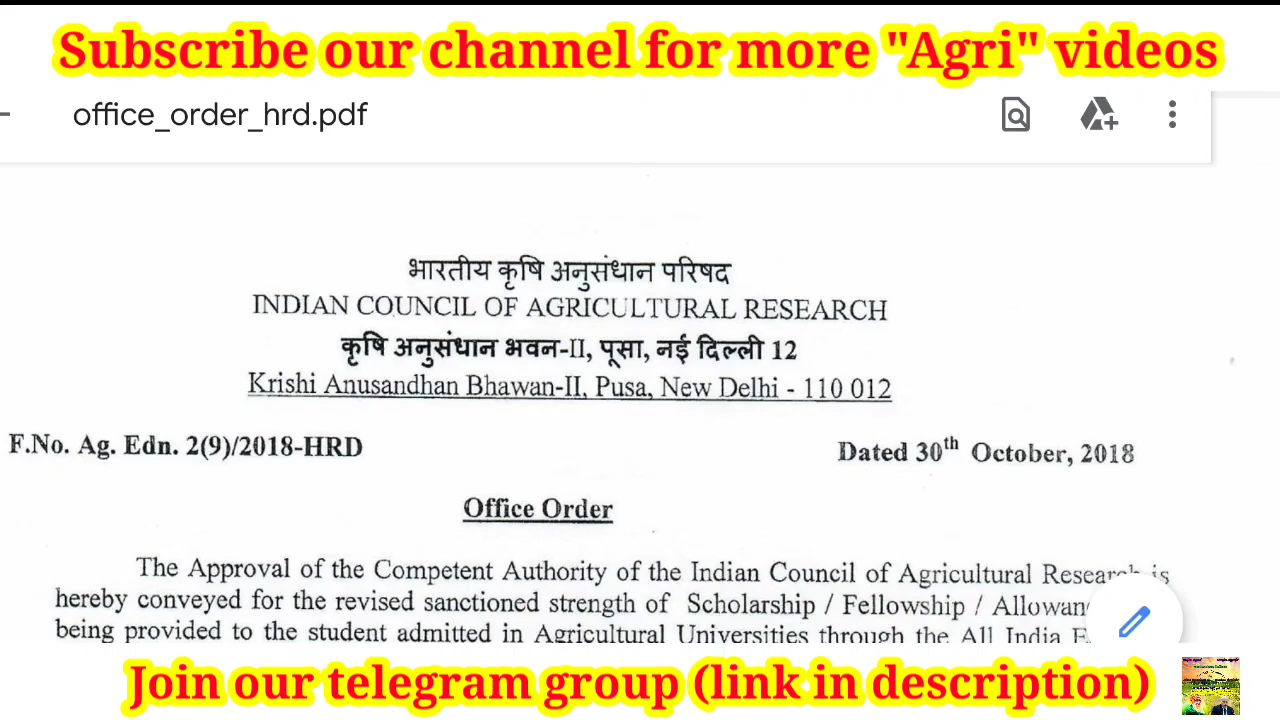 Subscribe our channel for more "Agri" videos
office_order_hrd.pdf
भारतीय कृषि अनुसंधान परिषद
INDIAN COUNCIL OF AGRICULTURAL RESEARCH
कृषि अनुसंधान भवन-II, पूसा, नई दिल्ली 12
Krishi Anusandhan Bhawan-II, Pusa, New Delhi - 110 012
F.No. Ag. Edn. 2(9)/2018-HRD Dated 30th October, 2018
Office Order
The Approval of the Competent Authority of the Indian Council of Agricultural Research is
hereby conveyed for the revised sanctioned strength of Scholarship / Fellowship /
being provided to the student admitted in Agricultural Universities through the All India
Join our telegram group (link in description)